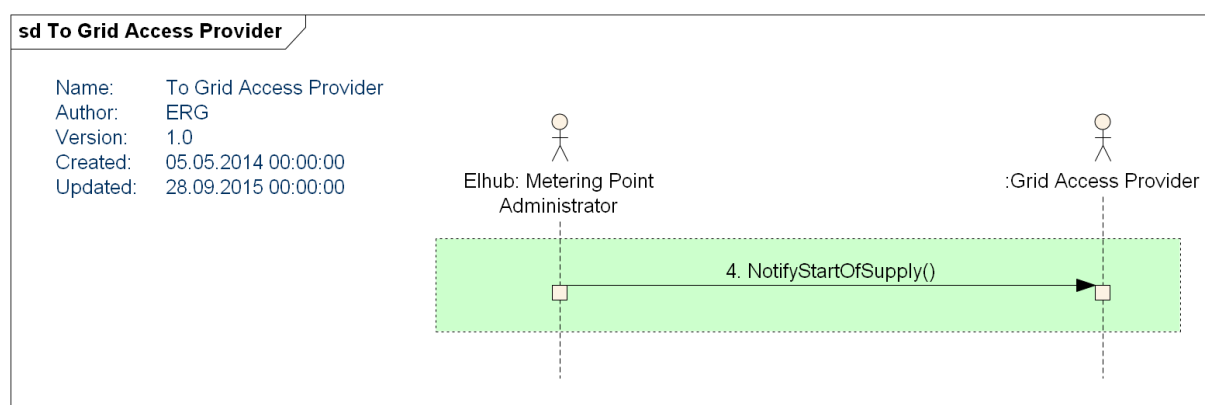 sd To Grid Access Provider
Name: To Grid Access Provider
Author: ERG
Version: 1.0
Created: 05.05.2014 00:00:00
Updated: 28.09.2015 00:00:00
Elhub: Metering Point
Administrator
:Grid Access Provider
4. NotifyStartOfSupply()